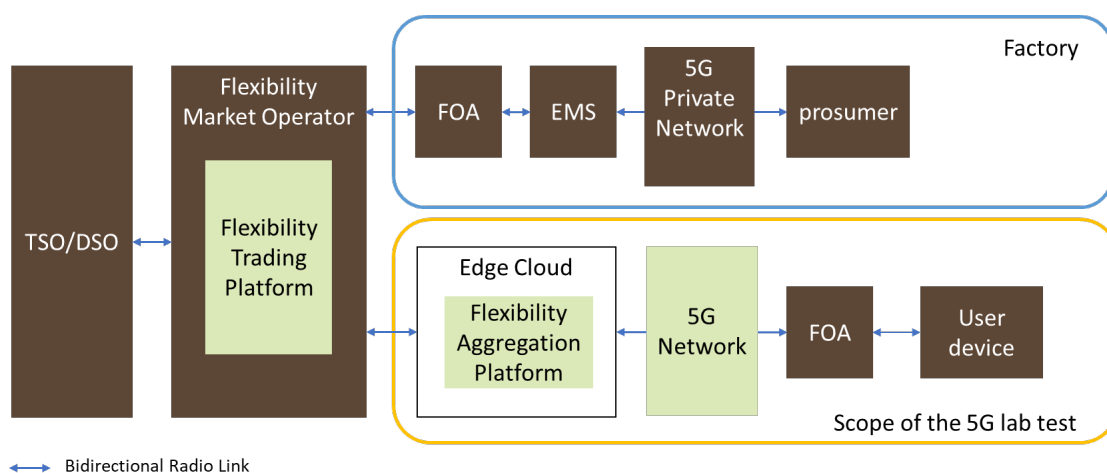 Factory
TSO/DSO
Flexibility
Market Operator
Flexibility
Trading
Platform
FOA
EMS
5G
Private
Network
prosumer
Edge Cloud
Flexibility
Aggregation
Platform
5G
Network
FOA
User
device
Scope of the 5G lab test
Bidirectional Radio Link